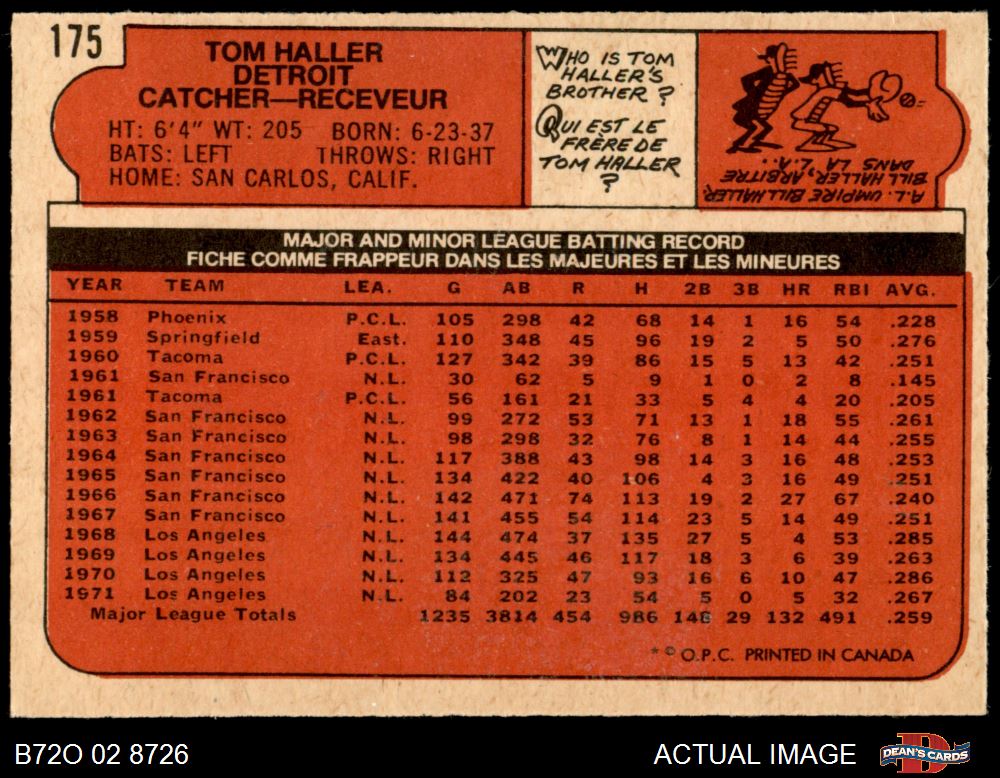 175
TOM HALLER
DETROIT
CATCHER—RECEVEUR
HT: 6'4" WT: 205 BORN: 6-23-37
BATS: LEFT THROWS: RIGHT
HOME: SAN CARLOS, CALIF.
WHO IS TOM
HALLER'S
BROTHER?
QUI EST LE
FRÈRE DE
TOM HALLER
?
A.L. UMPIRE BILL HALLER
BILL HALLER, ARBITRE
DANS LA L.A...
MAJOR AND MINOR LEAGUE BATTING RECORD
FICHE COMME FRAPPEUR DANS LES MAJEURES ET LES MINEURES
YEAR TEAM LEA. G AB R H 2B 3B HR RBI AVG.
1958 Phoenix P.C.L. 105 298 42 68 14 1 16 54 .228
1959 Springfield East. 110 348 45 96 19 2 5 50 .276
1960 Tacoma P.C.L. 127 342 39 86 15 5 13 42 .251
1961 San Francisco N.L. 30 62 5 9 1 0 2 8 .145
1961 Tacoma P.C.L. 56 161 21 33 5 4 4 20 .205
1962 San Francisco N.L. 99 272 53 71 13 1 18 55 .261
1963 San Francisco N.L. 98 298 32 76 8 1 14 44 .255
1964 San Francisco N.L. 117 388 43 98 14 3 16 48 .253
1965 San Francisco N.L. 134 422 40 106 4 3 16 49 .251
1966 San Francisco N.L. 142 471 74 113 19 2 27 67 .240
1967 San Francisco N.L. 141 455 54 114 23 5 14 49 .251
1968 Los Angeles N.L. 144 474 37 135 27 5 4 53 .285
1969 Los Angeles N.L. 134 445 46 117 18 3 6 39 .263
1970 Los Angeles N.L. 112 325 47 93 16 6 10 47 .286
1971 Los Angeles N.L. 84 202 23 54 5 0 5 32 .267
Major League Totals 1235 3814 454 986 148 29 132 491 .259
* © O.P.C. PRINTED IN CANADA
B72O 02 8726 ACTUAL IMAGE DEAN'S CARDS